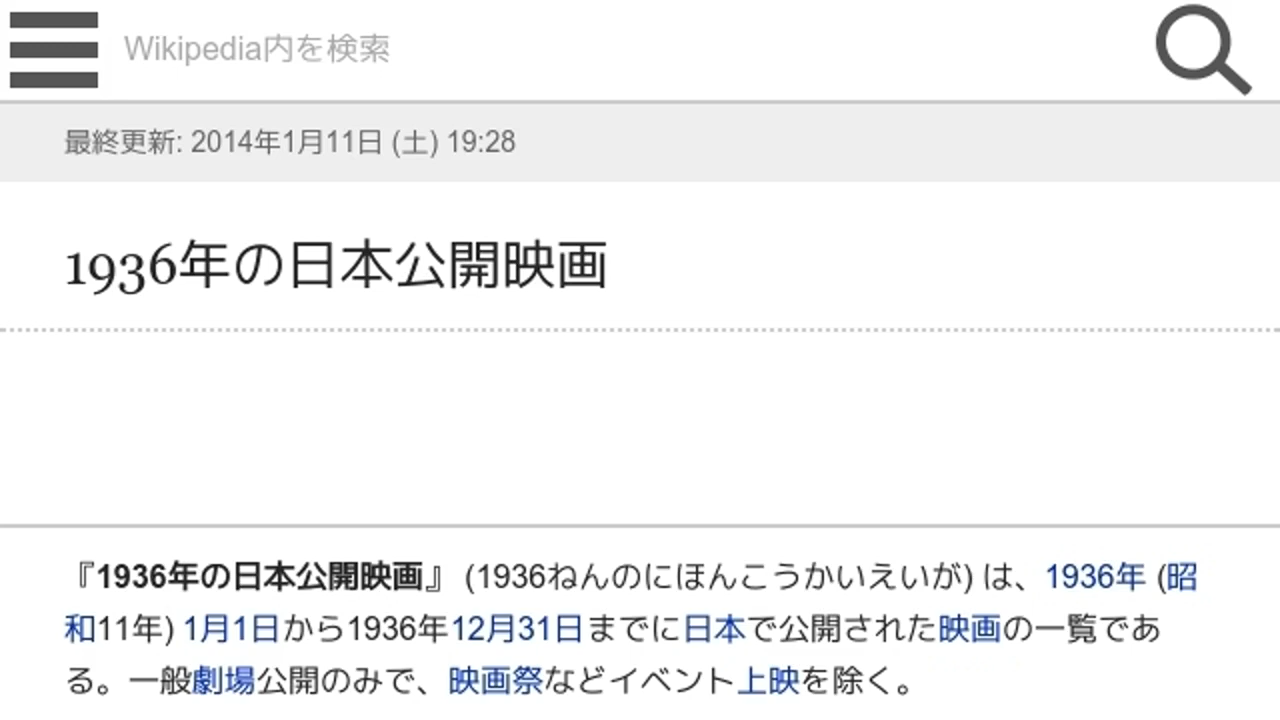 Wikipedia内を検索
最終更新: 2014年1月11日 (土) 19:28
1936年の日本公開映画
『1936年の日本公開映画』 (1936ねんのにほんこうかいえいが) は、1936年 (昭
和11年) 1月1日から1936年12月31日までに日本で公開された映画の一覧であ
る。一般劇場公開のみで、映画祭などイベント上映を除く。